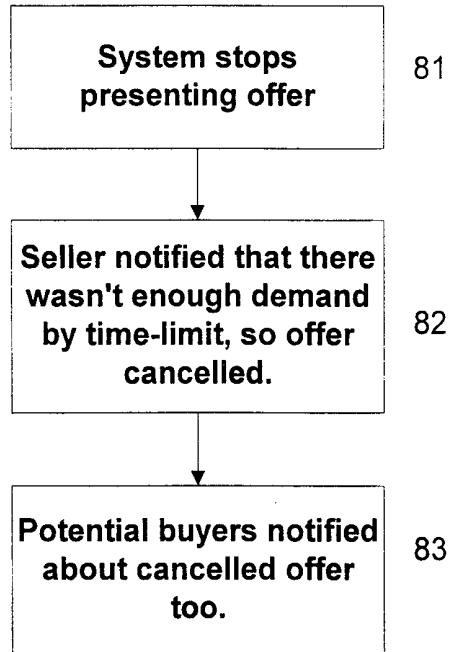 System stops
presenting offer
81
Seller notified that there
wasn't enough demand
by time-limit, so offer
cancelled.
82
Potential buyers notified
about cancelled offer
too.
83